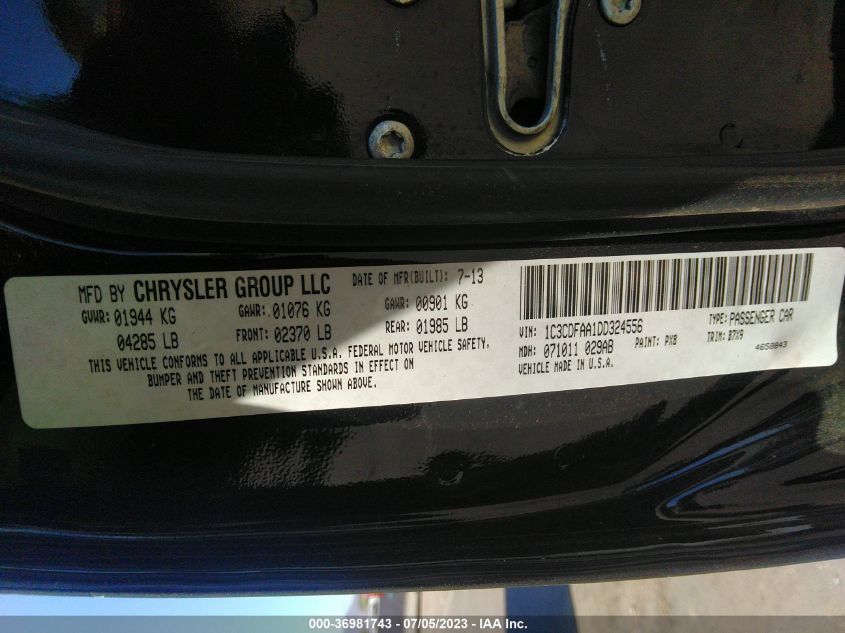 MFD BY CHRYSLER GROUP LLC DATE OF MFR(BUILT): 7-13
GVWR: 01944 KG GAWR: 01076 KG GAWR: 00901 KG
04285 LB FRONT: 02370 LB REAR: 01985 LB
THIS VEHICLE CONFORMS TO ALL APPLICABLE U.S.A. FEDERAL MOTOR VEHICLE SAFETY,
BUMPER AND THEFT PREVENTION STANDARDS IN EFFECT ON
THE DATE OF MANUFACTURE SHOWN ABOVE.
VIN: 1C3CDFAA1DD324556 TYPE: PASSENGER CAR
MDH: 071011 029AB PAINT: PX8 TRIM: B7X9
VEHICLE MADE IN U.S.A. 4658843
000-36981743 / 07/05/2023 - IAA Inc.